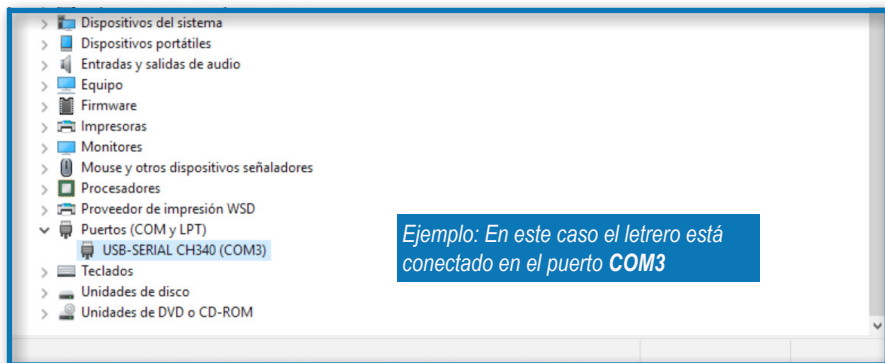 Dispositivos del sistema
Dispositivos portátiles
Entradas y salidas de audio
Equipo
Firmware
Impresoras
Monitores
Mouse y otros dispositivos señaladores
Procesadores
Proveedor de impresión WSD
Puertos (COM y LPT)
USB-SERIAL CH340 (COM3)
Teclados
Unidades de disco
Unidades de DVD o CD-ROM
Ejemplo: En este caso el letrero está
conectado en el puerto COM3